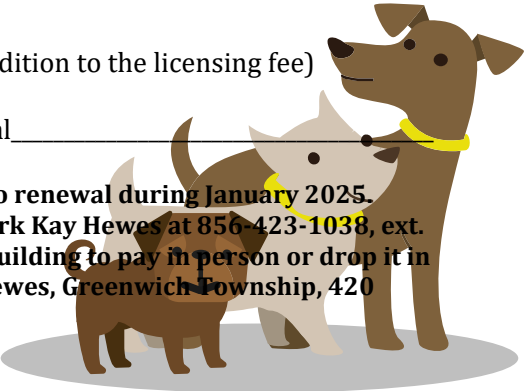 dition to the licensing fee)
al________________________________________
o renewal during January 2025.
rk Kay Hewes at 856-423-1038, ext.
uilding to pay in person or drop it in
ewes, Greenwich Township, 420